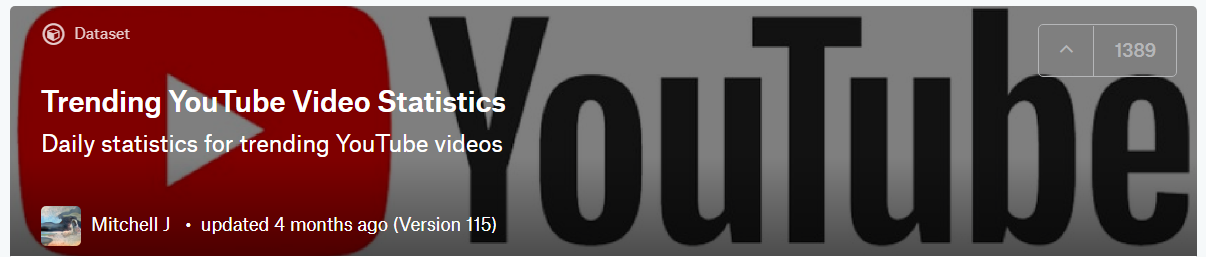 Dataset
1389
YouTube
Trending YouTube Video Statistics
Daily statistics for trending YouTube videos
Mitchell J • updated 4 months ago (Version 115)